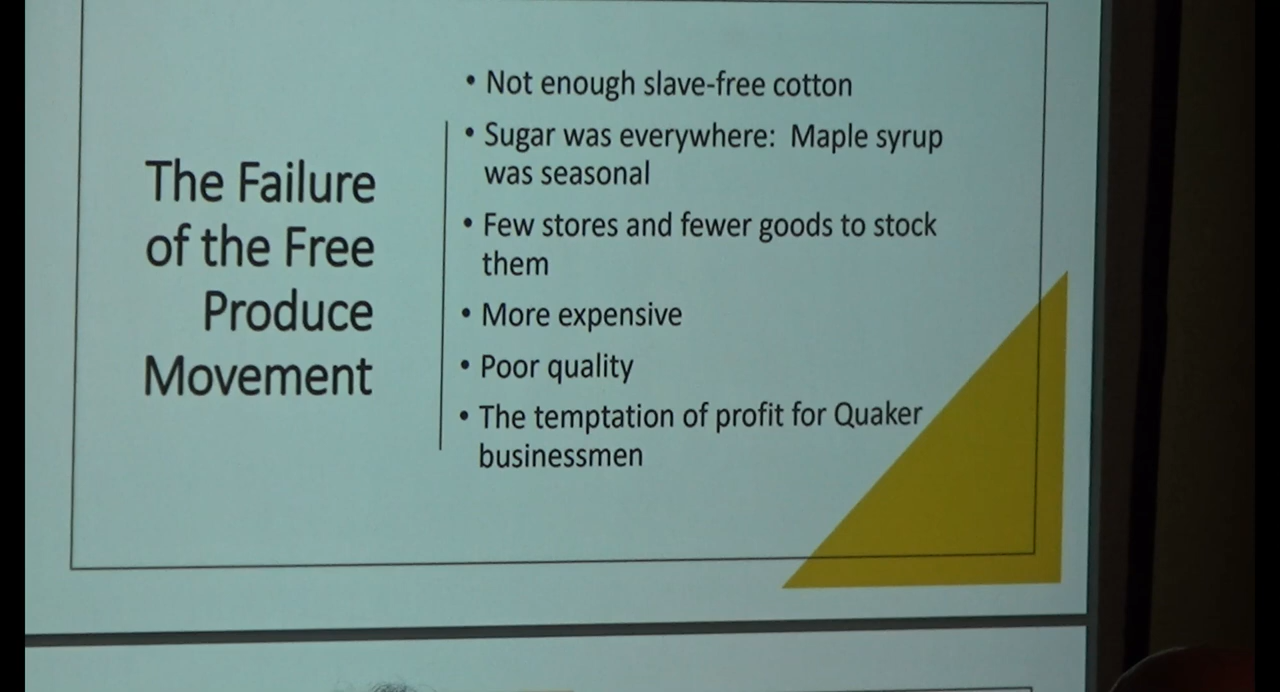 The Failure
of the Free
Produce
Movement
• Not enough slave-free cotton
• Sugar was everywhere:  Maple syrup
was seasonal
• Few stores and fewer goods to stock
them
• More expensive
• Poor quality
• The temptation of profit for Quaker
businessmen